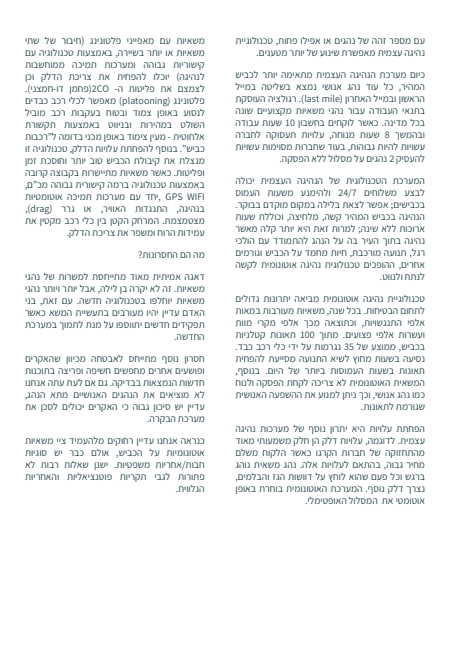 עם מספר זהה של נהגים או אפילו פחות, טכנולוגיית
נהיגה עצמית מאפשרת שינוע של יותר מטענים.
כיום מערכת הנהיגה העצמית מתאימה יותר לכביש
המהיר, כל עוד נהג אנושי נמצא בשליטה במייל
הראשון ובמייל האחרון (last mile). רגולציה העוסקת
בתנאי העבודה עבור נהגי משאיות מקצועיים שונה
בכל מדינה. כאשר לוקחים בחשבון 10 שעות עבודה
ובהמשך 8 שעות מנוחה, עלויות תעסוקה לחברה
עשויות להיות גבוהות, בעוד שחברות מסוימות עשויות
להעסיק 2 נהגים על מסלול ללא הפסקה.
המערכת הטכנולוגית של הנהיגה העצמית יכולה
לבצע משלוחים 24/7 ולהימנע משעות העמוס
בכבישים; אפשר לצאת בלילה במקום מוקדם בבוקר.
הנהיגה בכביש המהיר קשה, מלחיצה, וכוללת שעות
ארוכות ללא שינה; למרות זאת היא יותר קלה מאשר
נהיגה בתוך העיר בה על הנהג להתמודד עם הולכי
רגל, תנועה מורכבת, חיות מחמד על הכביש וגורמים
אחרים, ההופכים טכנולוגית נהיגה אוטונומית לקשה
לנתח ולנווט.
טכנולוגיית נהיגה אוטונומית מביאה יתרונות גדולים
לתחום הבטיחות. בכל שנה, משאיות מעורבות במאות
אלפי התנגשויות, וכתוצאה מכך אלפי מקרי מוות
ועשרות אלפי פצועים. מתוך 100 תאונות קטלניות
בכביש, ממוצע של 35 נגרמות על ידי כלי רכב כבד.
נסיעה בשעות מחוץ לשיא התנועה מסייעת להפחית
תאונות בשעות העמוסות ביותר של היום. בנוסף,
המשאית האוטונומית לא צריכה לקחת הפסקה ולנוח
כמו נהג אנושי, וכך ניתן למנוע את ההשפעה האנושית
שגורמת לתאונות.
הפחתת עלויות היא יתרון נוסף של מערכת נהיגה
עצמית. לדוגמה, עלויות דלק הן חלק משמעותי מאוד
מהתחזוקה של חברות הקרגו כאשר הלקוח משלם
מחיר גבוה, בהתאם לעלויות אלה. נהג משאית נוהג
ברגש וכל פעם שהוא לוחץ על דוושות הגז והבלמים,
נצרך דלק נוסף. המערכת האוטונומית בוחרת באופן
אוטומטי את המסלול האופטימלי.
משאיות עם מאפייני פלטונינג (חיבור של שתי
משאיות או יותר בשיירה, באמצעות טכנולוגיה עם
קישוריות גבוהה ומערכות תמיכה ממוחשבות
לנהיגה) יוכלו להפחית את צריכת הדלק וכן
לצמצם את פליטות ה- 2CO(פחמן דו-חמצני).
פלטונינג (platooning) מאפשר לכלי רכב כבדים
לנסוע באופן צמוד ובטוח בעקבות רכב מוביל
השולט במהירות ובניווט באמצעות תקשורת
אלחוטית - מעין צימוד באופן מכני בדומה ל"רכבות
כביש". בנוסף להפחתת עלויות הדלק, טכנולוגיה זו
מנצלת את קיבולת הכביש טוב יותר וחוסכת זמן
ופליטות. כאשר משאיות מתיישרות בקבוצה קרובה
באמצעות טכנולוגיה ברמה קישורית גבוהה מכ"ם,
GPS WIFI, יחד עם מערכות תמיכה אוטומטיות
בנהיגה, התנגדות האוויר, או גרר (drag),
מצטמצמת. המרחק הקטן בין כלי רכב מקטין את
עמידות הרוח ומשפר את צריכת הדלק.
מה הם החסרונות?
דאגה אמיתית מאוד מתייחסת למשרות של נהגי
משאיות. זה לא יקרה בן לילה, אבל יותר ויותר נהגי
משאיות יוחלפו בטכנולוגיה חדשה. עם זאת, בני
האדם עדיין יהיו מעורבים בתעשיית המשא כאשר
תפקידים חדשים יתווספו על מנת לתמוך במערכת
החדשה.
חסרון נוסף מתייחס לאבטחה מכיוון שהאקרים
ופושעים אחרים מחפשים חשיפה ופריצה בתוכנות
חדשות הנמצאות בבדיקה. גם אם לעת עתה אנחנו
לא מוציאים את הנהגים האנושיים מתא הנהג,
עדיין יש סיכון גבוה כי האקרים יכולים לסכן את
מערכת הבקרה.
כנראה אנחנו עדיין רחוקים מלהעמיד ציי משאיות
אוטונומיות על הכביש, אולם כבר יש סוגיות
חבות/אחריות משפטיות. ישנן שאלות רבות לא
פתורות לגבי תקריות פוטנציאליות והאחריות
הנלווית.